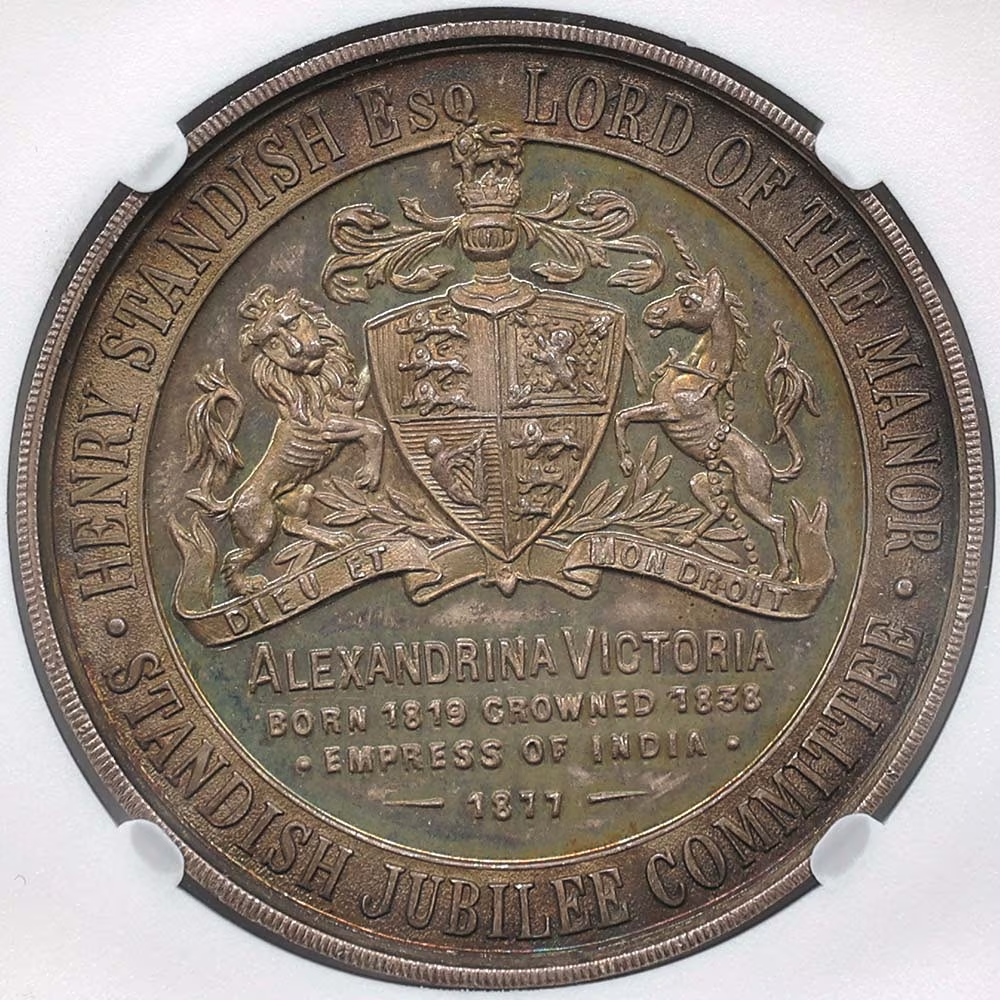 · HENRY STANDISH ESQ LORD OF THE MANOR ·
STANDISH JUBILEE COMMITTEE
DIEU ET MON DROIT
ALEXANDRINA VICTORIA
BORN 1819 CROWNED 1838
· EMPRESS OF INDIA ·
— 1877 —